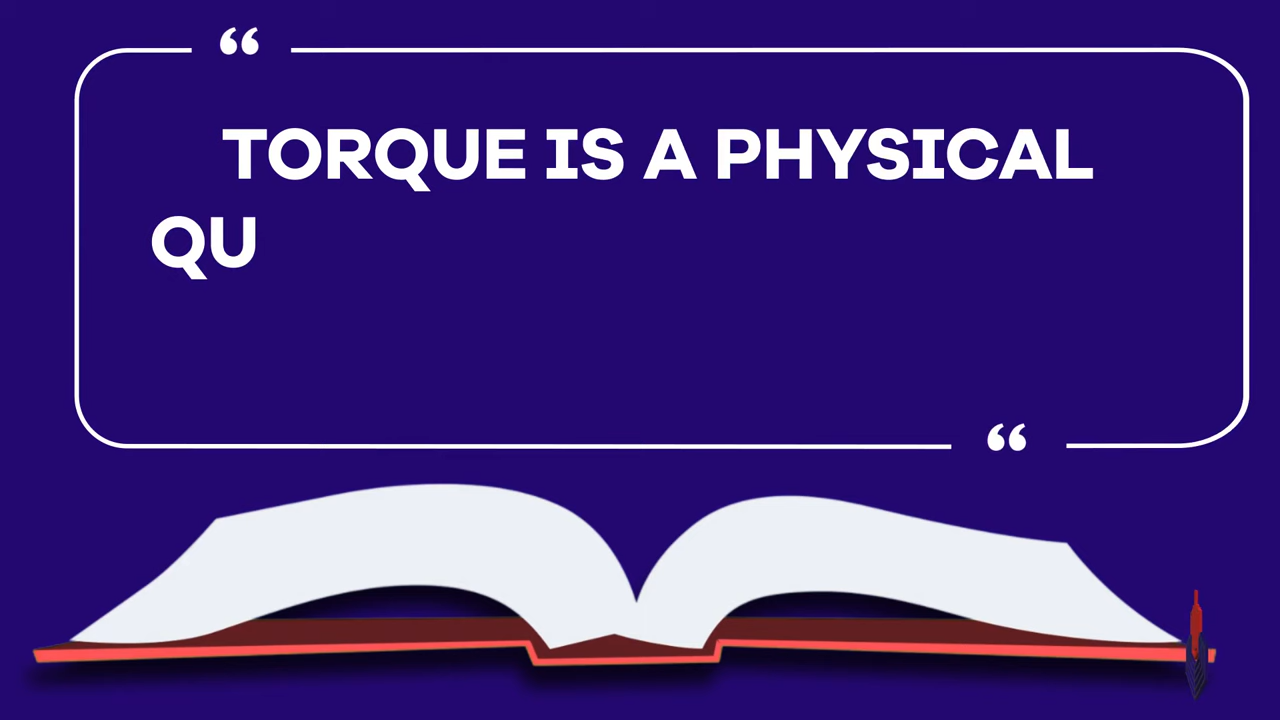 “
TORQUE IS A PHYSICAL
QU
“